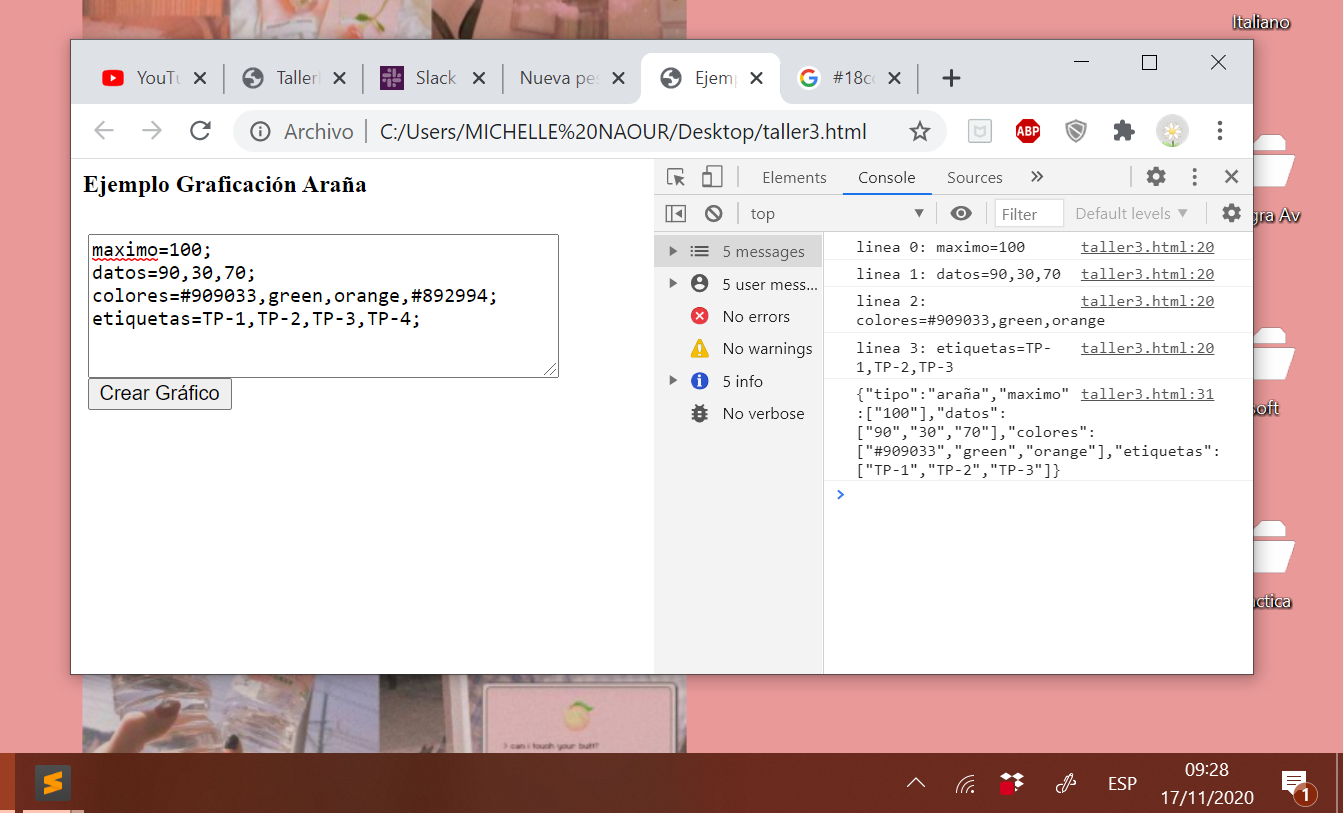 Italiano
YouTu
Taller
Slack
Nueva pes
Ejemp
#18cc
Archivo
C:/Users/MICHELLE%20NAOUR/Desktop/taller3.html
ABP
Ejemplo Graficación Araña
maximo=100;
datos=90,30,70;
colores=#909033,green,orange,#892994;
etiquetas=TP-1,TP-2,TP-3,TP-4;
Crear Gráfico
Elements Console Sources
top Filter Default levels
5 messages
5 user mess...
No errors
No warnings
5 info
No verbose
linea 0: maximo=100 taller3.html:20
linea 1: datos=90,30,70 taller3.html:20
linea 2: taller3.html:20
colores=#909033,green,orange
linea 3: etiquetas=TP- taller3.html:20
1,TP-2,TP-3
{"tipo":"araña","maximo" taller3.html:31
:["100"],"datos":
["90","30","70"],"colores":
["#909033","green","orange"],"etiquetas":
["TP-1","TP-2","TP-3"]}
>
gra Av
soft
ctica
> can i touch your butt?
ESP
09:28
17/11/2020
1